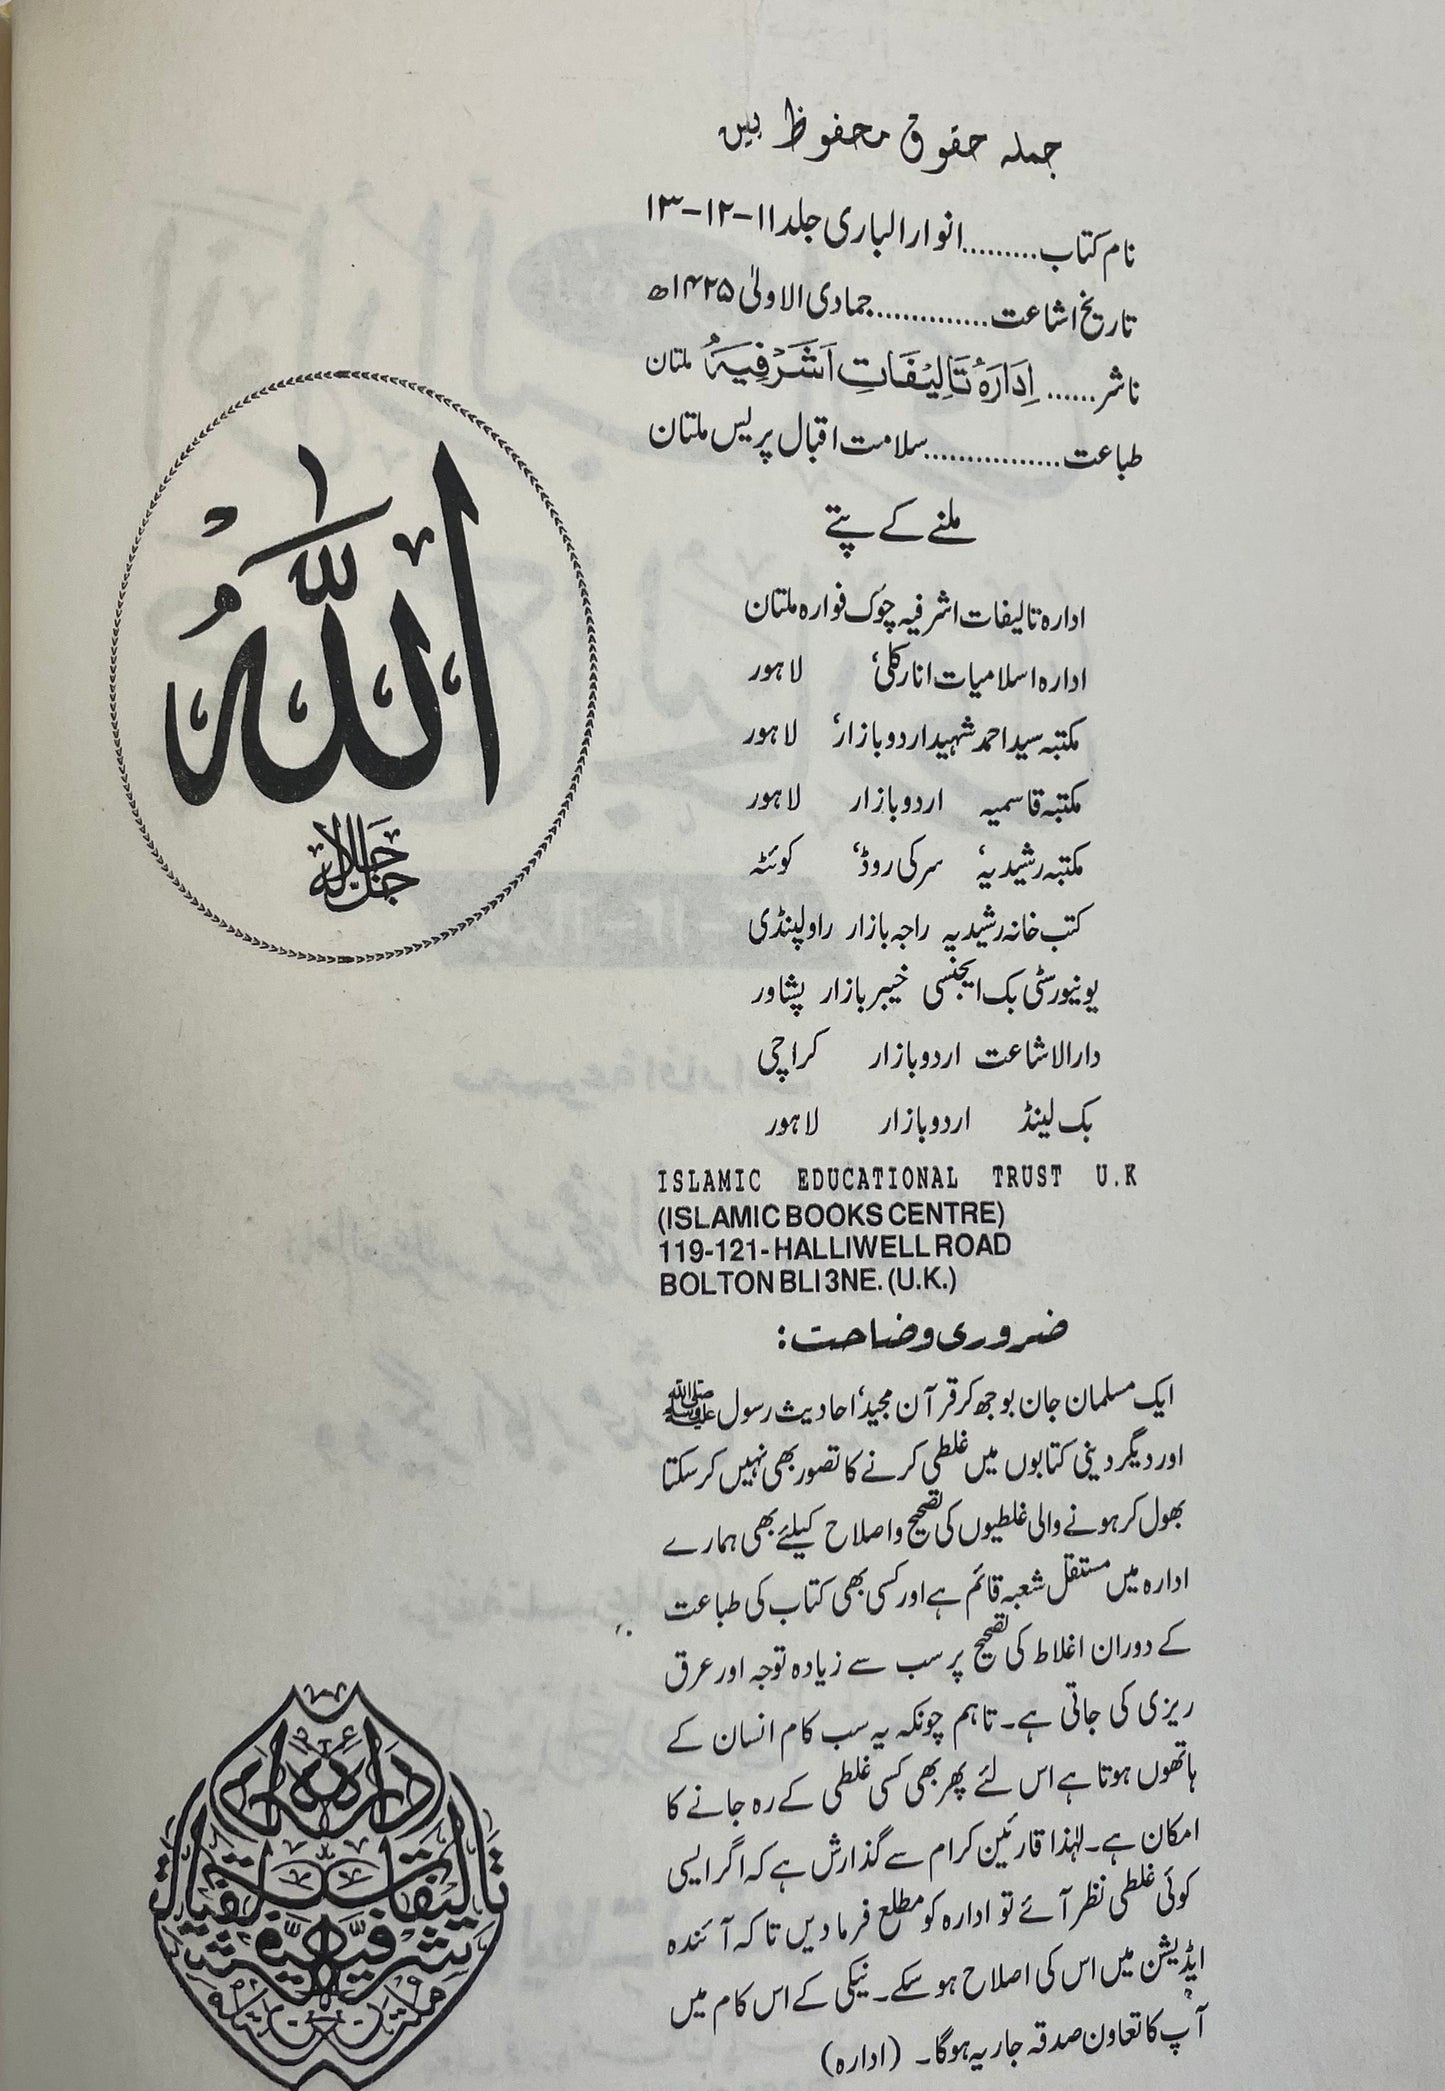 جملہ حقوق محفوظ ہیں
نام کتاب.........انوار الباری جلد ۱۱-۱۲-۱۳
تاریخ اشاعت.............جمادی الاولیٰ ۱۴۲۵ھ
ناشر...... اِدَارَہُ تَالِیْفَاتِ اَشَرَفِیَہُ ملتان
طباعت................سلامت اقبال پریس ملتان
ملنے کے پتے
ادارہ تالیفات اشرفیہ چوک فوارہ ملتان
ادارہ اسلامیات انارکلی، لاہور
مکتبہ سید احمد شہید اردو بازار، لاہور
مکتبہ قاسمیہ اردو بازار لاہور
مکتبہ رشیدیہ، سرکی روڈ، کوئٹہ
کتب خانہ رشیدیہ راجہ بازار راولپنڈی
یونیورسٹی بک ایجنسی خیبر بازار پشاور
دارالاشاعت اردو بازار کراچی
بک لینڈ اردو بازار لاہور
ISLAMIC EDUCATIONAL TRUST U.K
(ISLAMIC BOOKS CENTRE)
119-121- HALLIWELL ROAD
BOLTON BLI 3NE. (U.K.)
ضروری وضاحت:
ایک مسلمان جان بوجھ کر قرآن مجید، احادیث رسول ﷺ
اور دیگر دینی کتابوں میں غلطی کرنے کا تصور بھی نہیں کر سکتا
بھول کر ہونے والی غلطیوں کی تصحیح و اصلاح کیلئے بھی ہمارے
ادارہ میں مستقل شعبہ قائم ہے اور کسی بھی کتاب کی طباعت
کے دوران اغلاط کی تصحیح پر سب سے زیادہ توجہ اور عرق
ریزی کی جاتی ہے۔ تاہم چونکہ یہ سب کام انسان کے
ہاتھوں ہوتا ہے اس لئے پھر بھی کسی غلطی کے رہ جانے کا
امکان ہے۔ لہٰذا قارئین کرام سے گذارش ہے کہ اگر ایسی
کوئی غلطی نظر آئے تو ادارہ کو مطلع فرما دیں تا کہ آئندہ
ایڈیشن میں اس کی اصلاح ہو سکے۔ نیکی کے اس کام میں
آپ کا تعاون صدقہ جاریہ ہوگا۔ (ادارہ)
اللّٰہُ
جل جلالہ